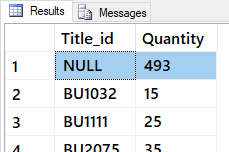 Results Messages
Title_id Quantity
1 NULL 493
2 BU1032 15
3 BU1111 25
4 BU2075 35